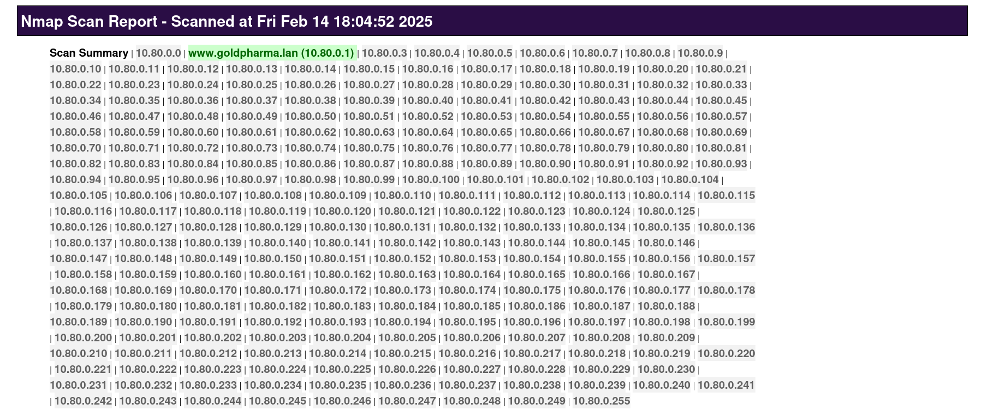 Nmap Scan Report - Scanned at Fri Feb 14 18:04:52 2025
Scan Summary | 10.80.0.0 | www.goldpharma.lan (10.80.0.1) | 10.80.0.3 | 10.80.0.4 | 10.80.0.5 | 10.80.0.6 | 10.80.0.7 | 10.80.0.8 | 10.80.0.9 |
10.80.0.10 | 10.80.0.11 | 10.80.0.12 | 10.80.0.13 | 10.80.0.14 | 10.80.0.15 | 10.80.0.16 | 10.80.0.17 | 10.80.0.18 | 10.80.0.19 | 10.80.0.20 | 10.80.0.21 |
10.80.0.22 | 10.80.0.23 | 10.80.0.24 | 10.80.0.25 | 10.80.0.26 | 10.80.0.27 | 10.80.0.28 | 10.80.0.29 | 10.80.0.30 | 10.80.0.31 | 10.80.0.32 | 10.80.0.33 |
10.80.0.34 | 10.80.0.35 | 10.80.0.36 | 10.80.0.37 | 10.80.0.38 | 10.80.0.39 | 10.80.0.40 | 10.80.0.41 | 10.80.0.42 | 10.80.0.43 | 10.80.0.44 | 10.80.0.45 |
10.80.0.46 | 10.80.0.47 | 10.80.0.48 | 10.80.0.49 | 10.80.0.50 | 10.80.0.51 | 10.80.0.52 | 10.80.0.53 | 10.80.0.54 | 10.80.0.55 | 10.80.0.56 | 10.80.0.57 |
10.80.0.58 | 10.80.0.59 | 10.80.0.60 | 10.80.0.61 | 10.80.0.62 | 10.80.0.63 | 10.80.0.64 | 10.80.0.65 | 10.80.0.66 | 10.80.0.67 | 10.80.0.68 | 10.80.0.69 |
10.80.0.70 | 10.80.0.71 | 10.80.0.72 | 10.80.0.73 | 10.80.0.74 | 10.80.0.75 | 10.80.0.76 | 10.80.0.77 | 10.80.0.78 | 10.80.0.79 | 10.80.0.80 | 10.80.0.81 |
10.80.0.82 | 10.80.0.83 | 10.80.0.84 | 10.80.0.85 | 10.80.0.86 | 10.80.0.87 | 10.80.0.88 | 10.80.0.89 | 10.80.0.90 | 10.80.0.91 | 10.80.0.92 | 10.80.0.93 |
10.80.0.94 | 10.80.0.95 | 10.80.0.96 | 10.80.0.97 | 10.80.0.98 | 10.80.0.99 | 10.80.0.100 | 10.80.0.101 | 10.80.0.102 | 10.80.0.103 | 10.80.0.104 |
10.80.0.105 | 10.80.0.106 | 10.80.0.107 | 10.80.0.108 | 10.80.0.109 | 10.80.0.110 | 10.80.0.111 | 10.80.0.112 | 10.80.0.113 | 10.80.0.114 | 10.80.0.115
| 10.80.0.116 | 10.80.0.117 | 10.80.0.118 | 10.80.0.119 | 10.80.0.120 | 10.80.0.121 | 10.80.0.122 | 10.80.0.123 | 10.80.0.124 | 10.80.0.125 |
10.80.0.126 | 10.80.0.127 | 10.80.0.128 | 10.80.0.129 | 10.80.0.130 | 10.80.0.131 | 10.80.0.132 | 10.80.0.133 | 10.80.0.134 | 10.80.0.135 | 10.80.0.136
| 10.80.0.137 | 10.80.0.138 | 10.80.0.139 | 10.80.0.140 | 10.80.0.141 | 10.80.0.142 | 10.80.0.143 | 10.80.0.144 | 10.80.0.145 | 10.80.0.146 |
10.80.0.147 | 10.80.0.148 | 10.80.0.149 | 10.80.0.150 | 10.80.0.151 | 10.80.0.152 | 10.80.0.153 | 10.80.0.154 | 10.80.0.155 | 10.80.0.156 | 10.80.0.157
| 10.80.0.158 | 10.80.0.159 | 10.80.0.160 | 10.80.0.161 | 10.80.0.162 | 10.80.0.163 | 10.80.0.164 | 10.80.0.165 | 10.80.0.166 | 10.80.0.167 |
10.80.0.168 | 10.80.0.169 | 10.80.0.170 | 10.80.0.171 | 10.80.0.172 | 10.80.0.173 | 10.80.0.174 | 10.80.0.175 | 10.80.0.176 | 10.80.0.177 | 10.80.0.178
| 10.80.0.179 | 10.80.0.180 | 10.80.0.181 | 10.80.0.182 | 10.80.0.183 | 10.80.0.184 | 10.80.0.185 | 10.80.0.186 | 10.80.0.187 | 10.80.0.188 |
10.80.0.189 | 10.80.0.190 | 10.80.0.191 | 10.80.0.192 | 10.80.0.193 | 10.80.0.194 | 10.80.0.195 | 10.80.0.196 | 10.80.0.197 | 10.80.0.198 | 10.80.0.199
| 10.80.0.200 | 10.80.0.201 | 10.80.0.202 | 10.80.0.203 | 10.80.0.204 | 10.80.0.205 | 10.80.0.206 | 10.80.0.207 | 10.80.0.208 | 10.80.0.209 |
10.80.0.210 | 10.80.0.211 | 10.80.0.212 | 10.80.0.213 | 10.80.0.214 | 10.80.0.215 | 10.80.0.216 | 10.80.0.217 | 10.80.0.218 | 10.80.0.219 | 10.80.0.220
| 10.80.0.221 | 10.80.0.222 | 10.80.0.223 | 10.80.0.224 | 10.80.0.225 | 10.80.0.226 | 10.80.0.227 | 10.80.0.228 | 10.80.0.229 | 10.80.0.230 |
10.80.0.231 | 10.80.0.232 | 10.80.0.233 | 10.80.0.234 | 10.80.0.235 | 10.80.0.236 | 10.80.0.237 | 10.80.0.238 | 10.80.0.239 | 10.80.0.240 | 10.80.0.241
| 10.80.0.242 | 10.80.0.243 | 10.80.0.244 | 10.80.0.245 | 10.80.0.246 | 10.80.0.247 | 10.80.0.248 | 10.80.0.249 | 10.80.0.255